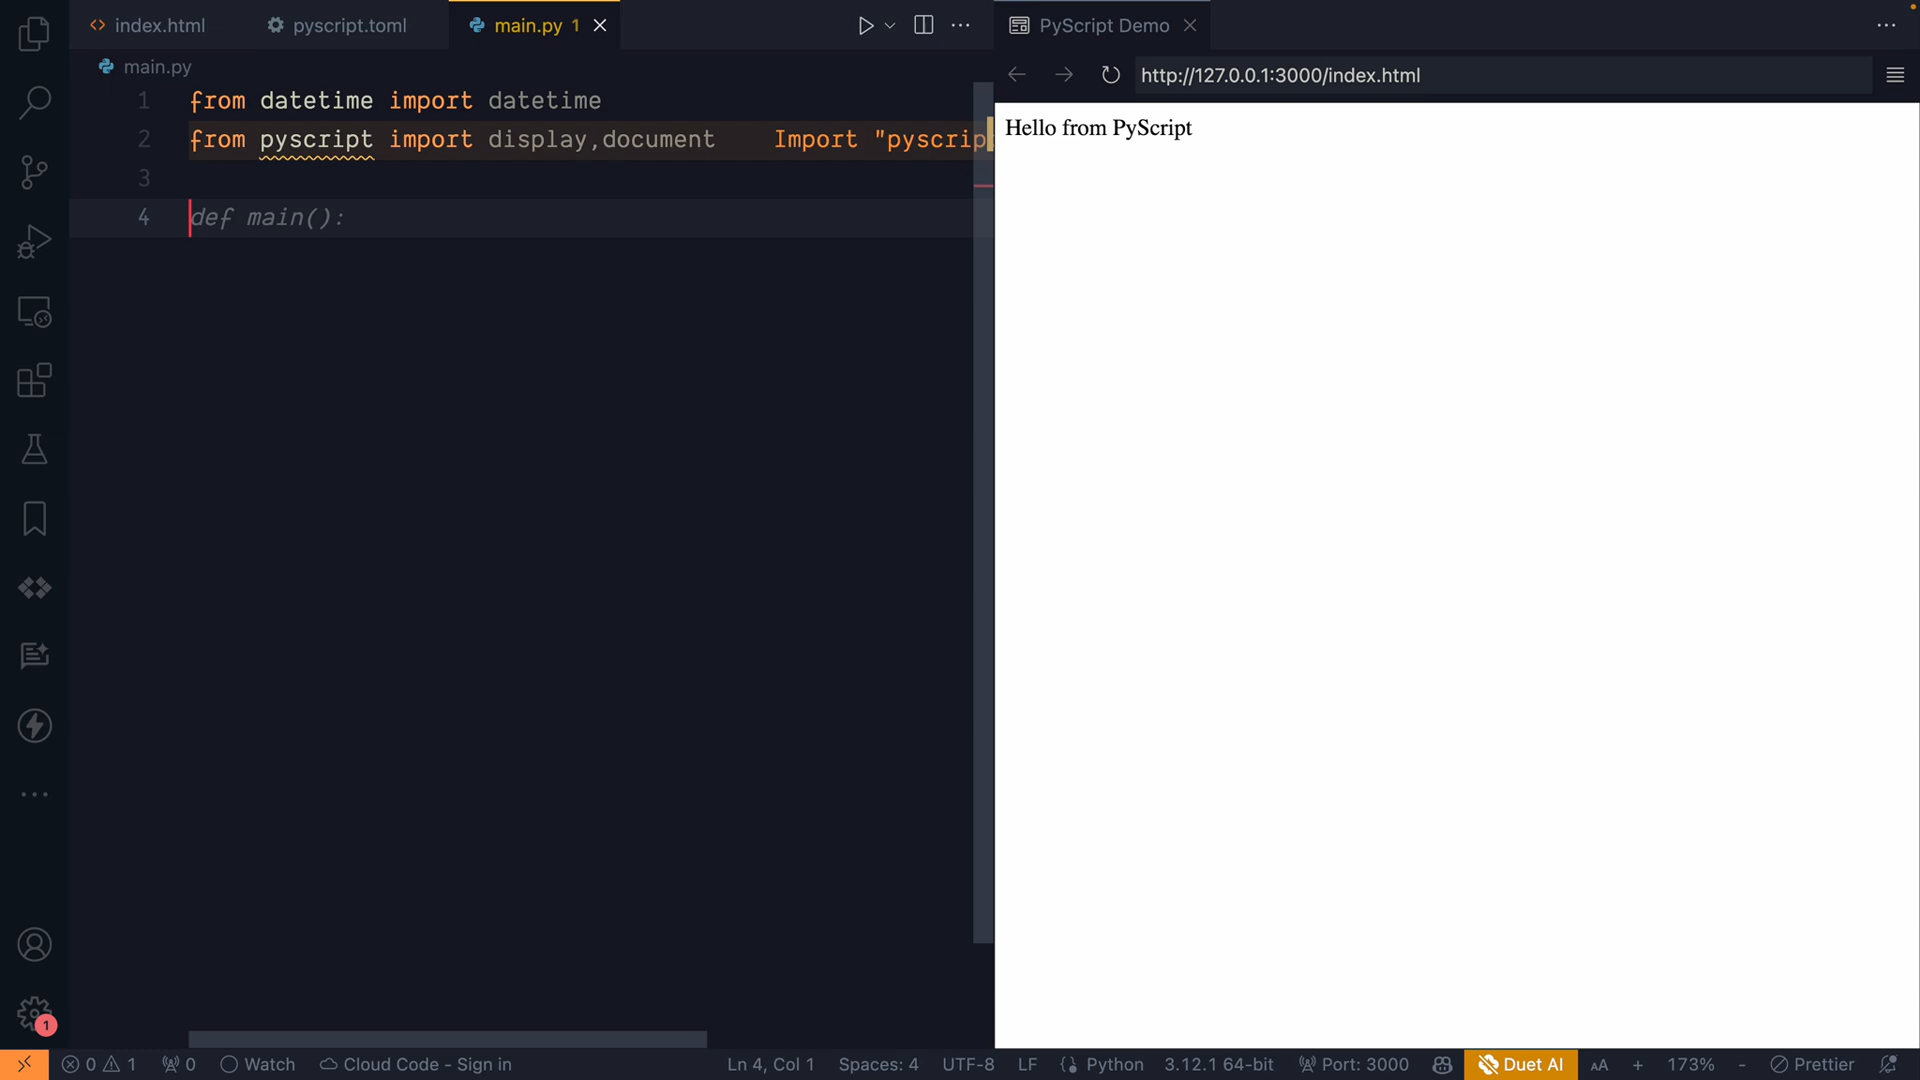 index.html
pyscript.toml
main.py 1
PyScript Demo
main.py
http://127.0.0.1:3000/index.html
1 from datetime import datetime
2 from pyscript import display,document Import "pyscrip
3
4 def main():
Hello from PyScript
1
0 1 0 Watch Cloud Code - Sign in Ln 4, Col 1 Spaces: 4 UTF-8 LF Python 3.12.1 64-bit Port: 3000 Duet AI AA + 173% - Prettier